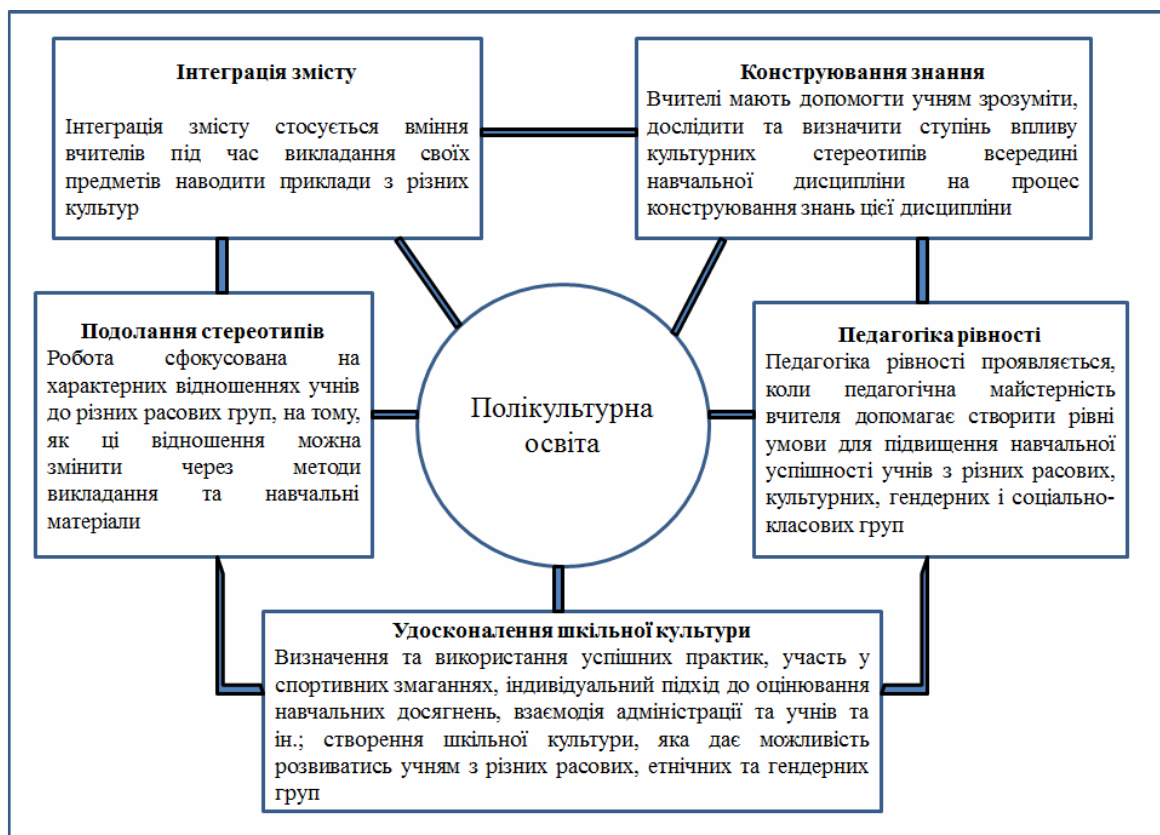 Інтеграція змісту
Інтеграція змісту стосується вміння
вчителів під час викладання своїх
предметів наводити приклади з різних
культур
Конструювання знання
Вчителі мають допомогти учням зрозуміти,
дослідити та визначити ступінь впливу
культурних стереотипів всередині
навчальної дисципліни на процес
конструювання знань цієї дисципліни
Подолання стереотипів
Робота сфокусована на
характерних відношеннях учнів
до різних расових груп, на тому,
як ці відношення можна
змінити через методи
викладання та навчальні
матеріали
Полікультурна
освіта
Педагогіка рівності
Педагогіка рівності проявляється,
коли педагогічна майстерність
вчителя допомагає створити рівні
умови для підвищення навчальної
успішності учнів з різних расових,
культурних, гендерних і соціально-
класових груп
Удосконалення шкільної культури
Визначення та використання успішних практик, участь у
спортивних змаганнях, індивідуальний підхід до оцінювання
навчальних досягнень, взаємодія адміністрації та учнів та
ін.; створення шкільної культури, яка дає можливість
розвиватись учням з різних расових, етнічних та гендерних
груп